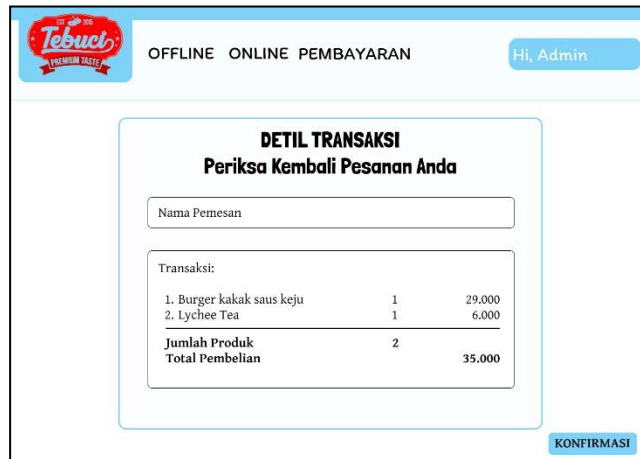 EST 2015
Tebuci
PREMIUM TASTE
OFFLINE ONLINE PEMBAYARAN
Hi, Admin
DETIL TRANSAKSI
Periksa Kembali Pesanan Anda
Nama Pemesan
Transaksi:
1. Burger kakak saus keju 1 29.000
2. Lychee Tea 1 6.000
Jumlah Produk 2
Total Pembelian 35.000
KONFIRMASI